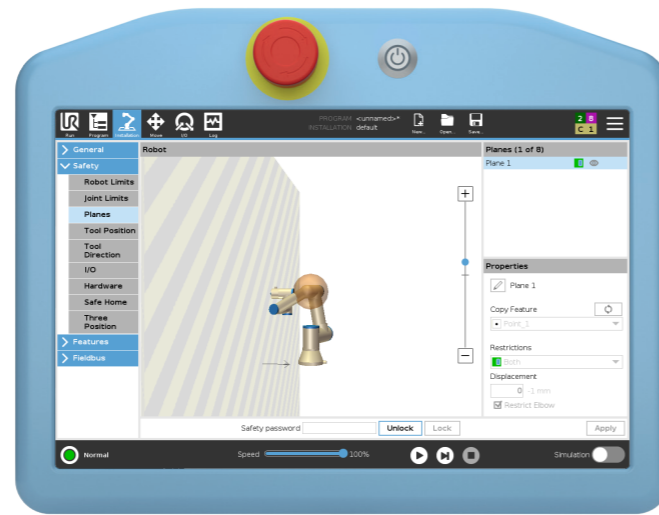 UR
Run
Program
Installation
Move
I/O
Log
PROGRAM <unnamed>*
INSTALLATION default
New...
Open...
Save...
2 8
C 1
General
Safety
Robot Limits
Joint Limits
Planes
Tool Position
Tool
Direction
I/O
Hardware
Safe Home
Three
Position
Features
Fieldbus
Robot
+
−
Planes (1 of 8)
Plane 1
Properties
Plane 1
Copy Feature
Point_1
Restrictions
Both
Displacement
0 -1 mm
Restrict Elbow
Safety password
Unlock
Lock
Apply
Normal
Speed
100%
Simulation